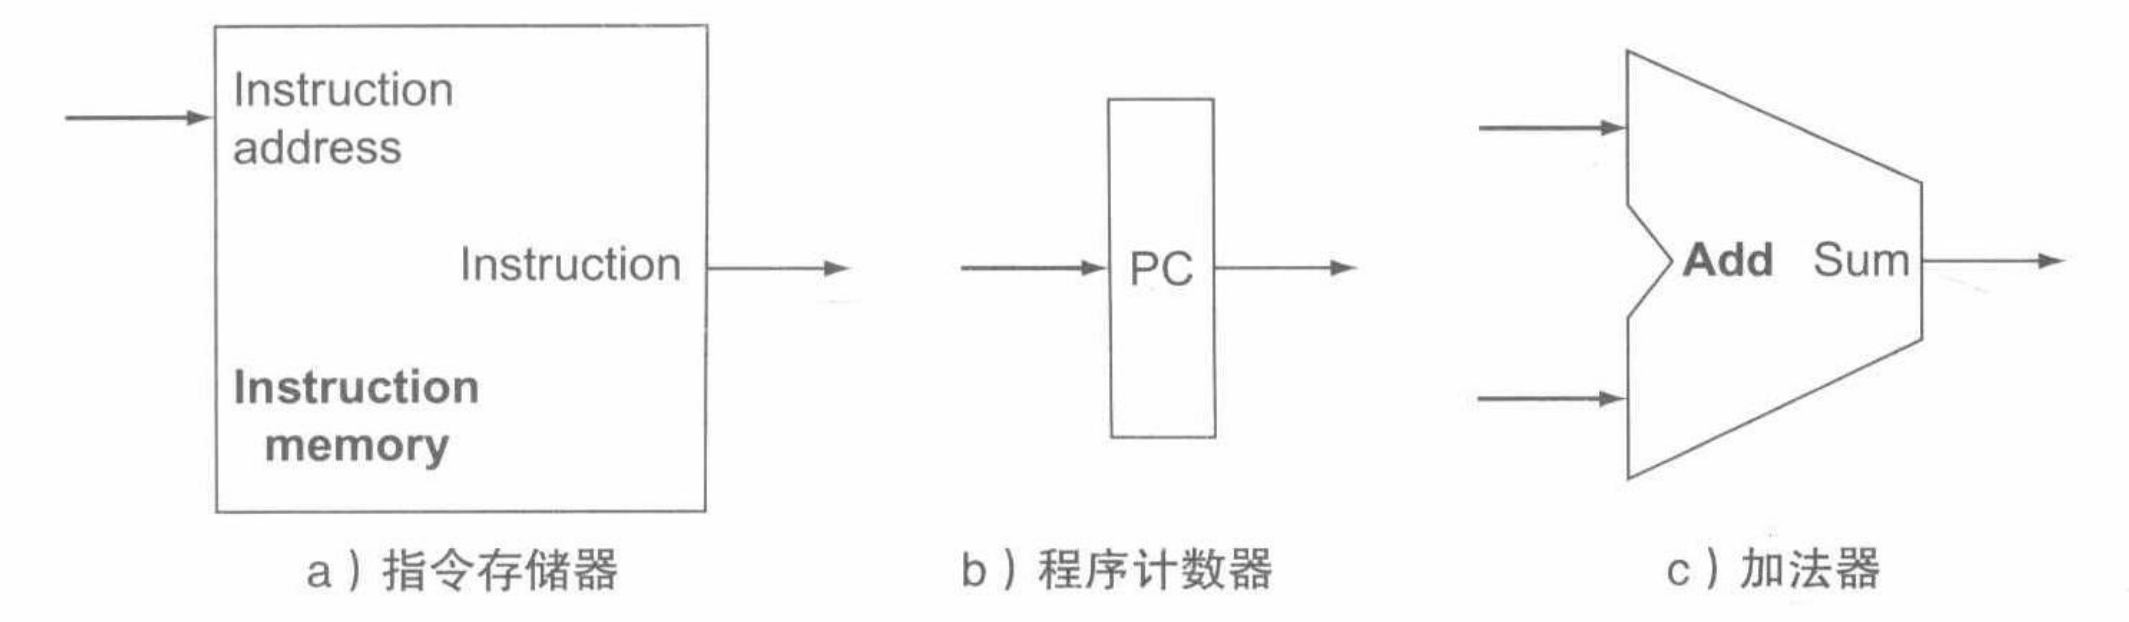 Instruction
address
Instruction
Instruction
memory
PC
Add Sum
a）指令存储器
b）程序计数器
c）加法器